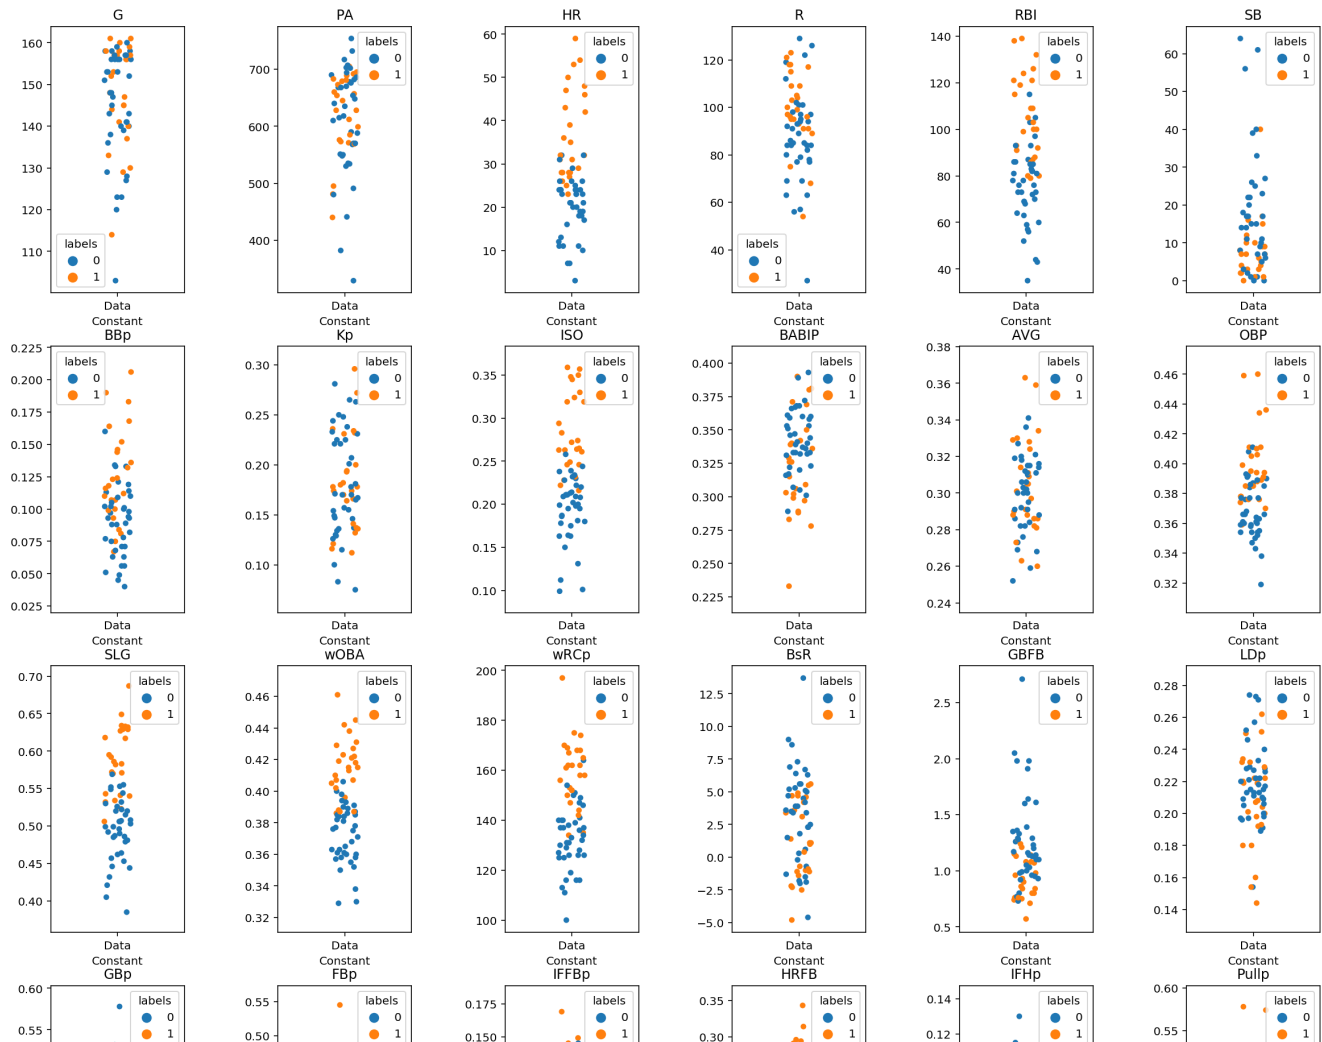 G
160
150
140
130
120
110
labels
0
1
Data
Constant
PA
700
600
500
400
labels
0
1
Data
Constant
HR
60
50
40
30
20
10
labels
0
1
Data
Constant
R
120
100
80
60
40
labels
0
1
Data
Constant
RBI
140
120
100
80
60
40
labels
0
1
Data
Constant
SB
60
50
40
30
20
10
0
labels
0
1
Data
Constant
BBp
0.225
0.200
0.175
0.150
0.125
0.100
0.075
0.050
0.025
labels
0
1
Data
Constant
Kp
0.30
0.25
0.20
0.15
0.10
labels
0
1
Data
Constant
ISO
0.35
0.30
0.25
0.20
0.15
0.10
labels
0
1
Data
Constant
BABIP
0.400
0.375
0.350
0.325
0.300
0.275
0.250
0.225
labels
0
1
Data
Constant
AVG
0.38
0.36
0.34
0.32
0.30
0.28
0.26
0.24
labels
0
1
Data
Constant
OBP
0.46
0.44
0.42
0.40
0.38
0.36
0.34
0.32
labels
0
1
Data
Constant
SLG
0.70
0.65
0.60
0.55
0.50
0.45
0.40
labels
0
1
Data
Constant
wOBA
0.46
0.44
0.42
0.40
0.38
0.36
0.34
0.32
labels
0
1
Data
Constant
wRCp
200
180
160
140
120
100
labels
0
1
Data
Constant
BsR
12.5
10.0
7.5
5.0
2.5
0.0
−2.5
−5.0
labels
0
1
Data
Constant
GBFB
2.5
2.0
1.5
1.0
0.5
labels
0
1
Data
Constant
LDp
0.28
0.26
0.24
0.22
0.20
0.18
0.16
0.14
labels
0
1
Data
Constant
GBp
0.60
0.55
labels
0
1
FBp
0.55
0.50
labels
0
1
IFFBp
0.175
0.150
labels
0
1
HRFB
0.35
0.30
labels
0
1
IFHp
0.14
0.12
labels
0
1
Pullp
0.60
0.55
labels
0
1